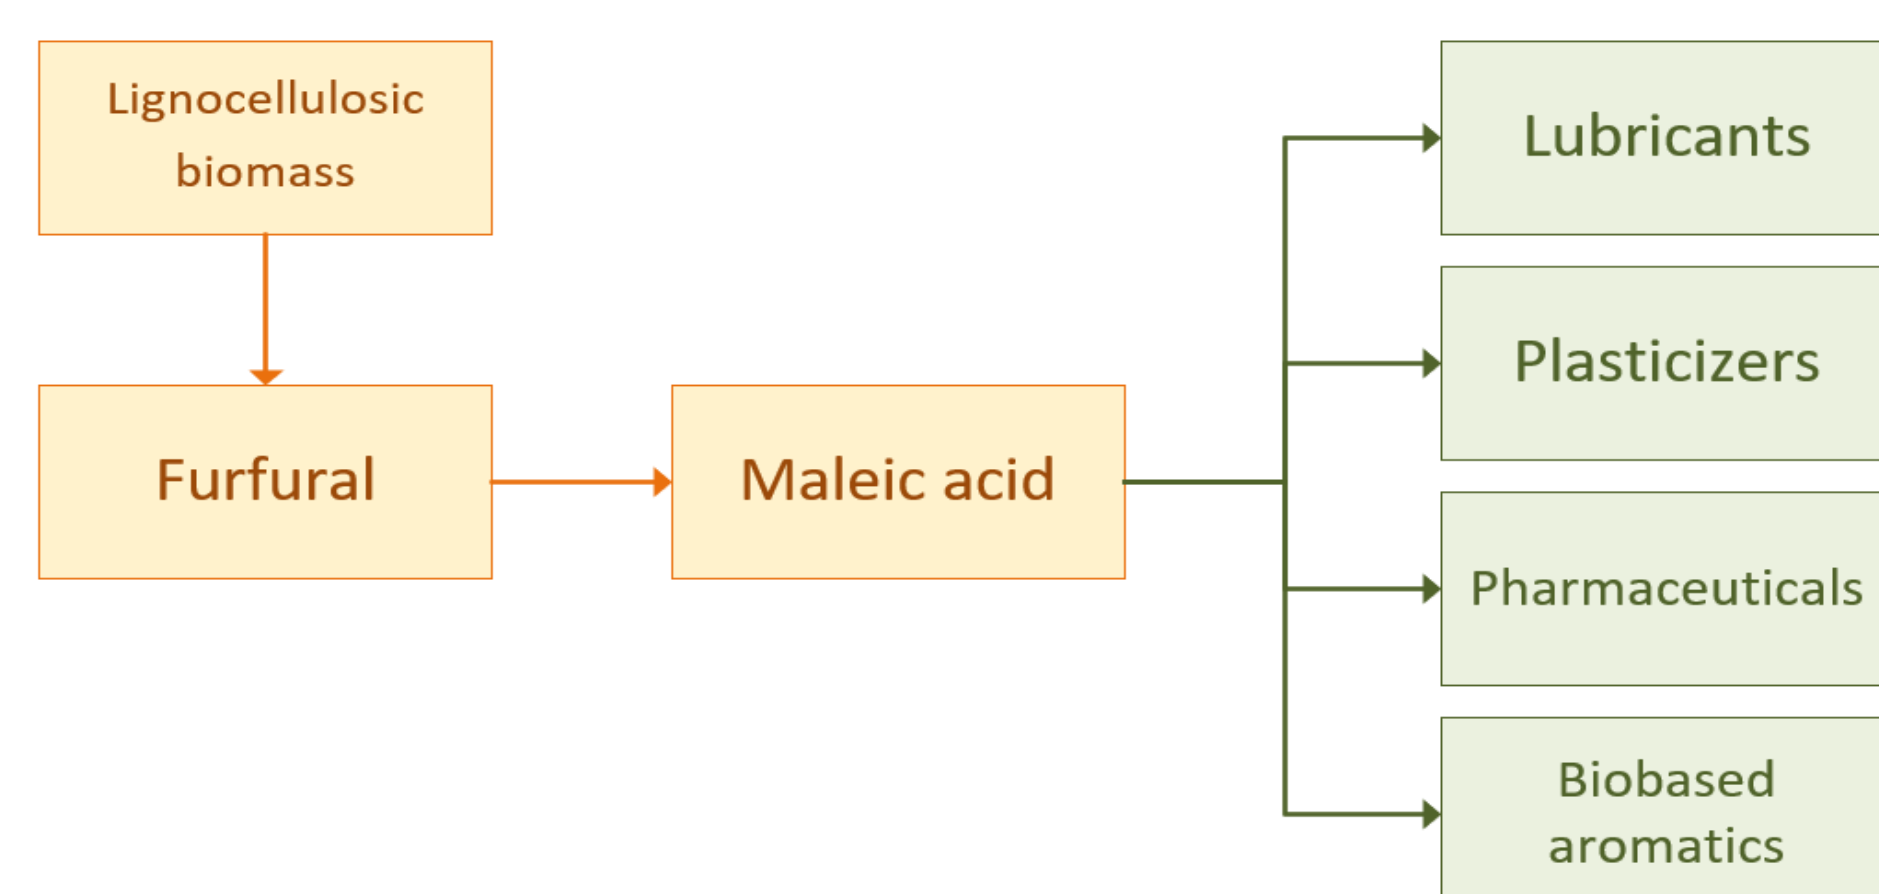 Lignocellulosic
biomass
Furfural
Maleic acid
Lubricants
Plasticizers
Pharmaceuticals
Biobased
aromatics